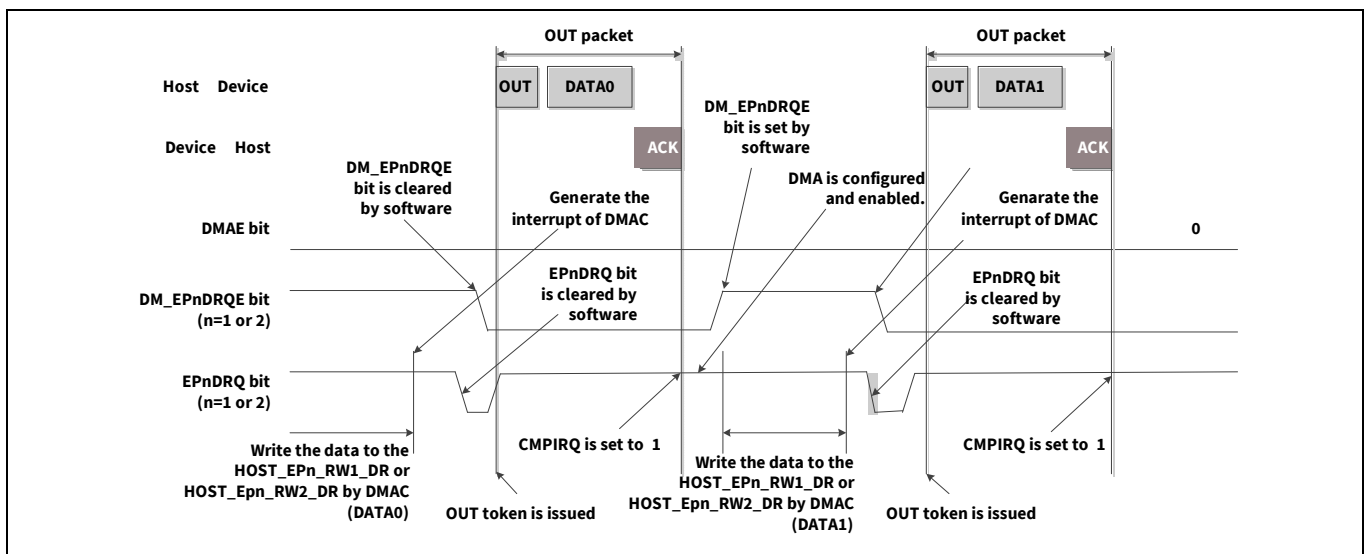 OUT packet
OUT packet
Host Device
OUT
DATA0
OUT
DATA1
DM_EPnDRQE
bit is set by
software
Device Host
ACK
ACK
DM_EPnDRQE
bit is cleared
by software
Generate the
interrupt of DMAC
DMA is configured
and enabled.
Genarate the
interrupt of DMAC
DMAE bit
0
EPnDRQ bit
is cleared by
software
EPnDRQ bit
is cleared by
software
DM_EPnDRQE bit
(n=1 or 2)
EPnDRQ bit
(n=1 or 2)
Write the data to the
HOST_EPn_RW1_DR or
HOST_Epn_RW2_DR by DMAC
(DATA0)
CMPIRQ is set to 1
Write the data to the
HOST_EPn_RW1_DR or
HOST_Epn_RW2_DR by DMAC
(DATA1)
CMPIRQ is set to 1
OUT token is issued
OUT token is issued